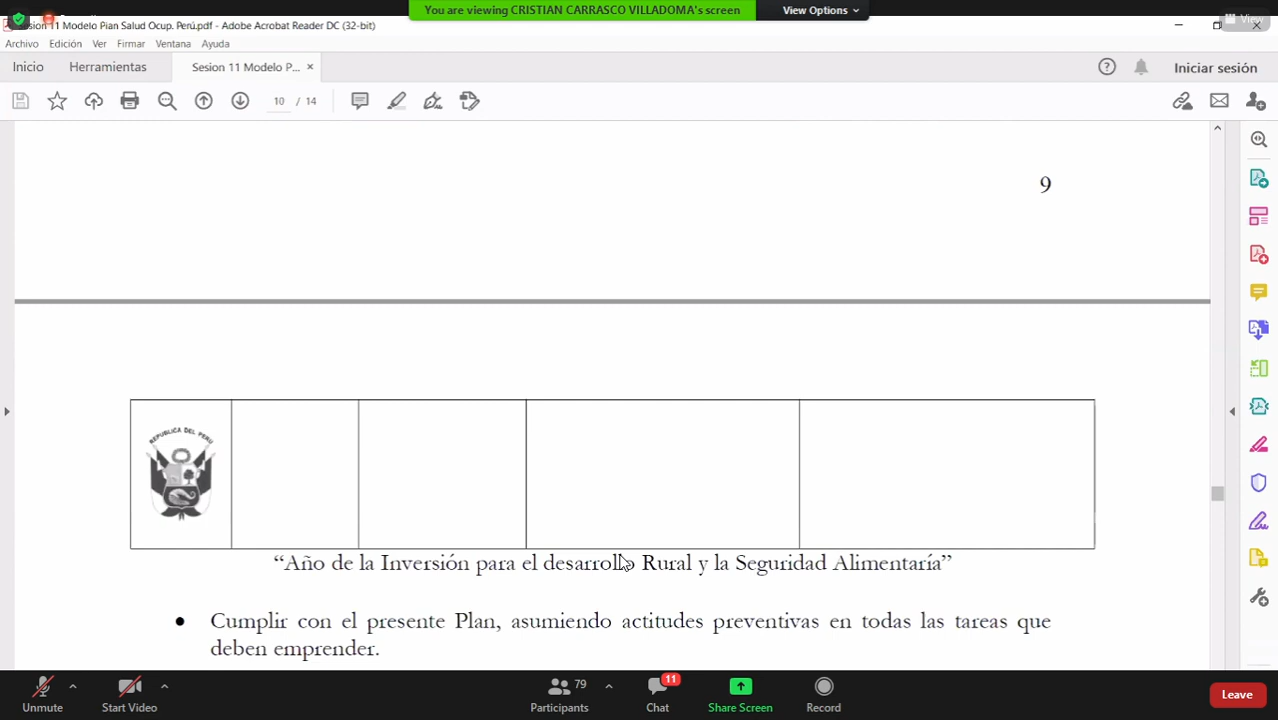 You are viewing CRISTIAN CARRASCO VILLADOMA's screen
View Options
View
Sesion 11 Modelo Plan Salud Ocup. Perú.pdf - Adobe Acrobat Reader DC (32-bit)
Archivo Edición Ver Firmar Ventana Ayuda
Inicio Herramientas Sesion 11 Modelo P... × Iniciar sesión
10 / 14
9
REPUBLICA DEL PERU
“Año de la Inversión para el desarrollo Rural y la Seguridad Alimentaría”
• Cumplir con el presente Plan, asumiendo actitudes preventivas en todas las tareas que
deben emprender.
79
11
Unmute Start Video Participants Chat Share Screen Record Leave